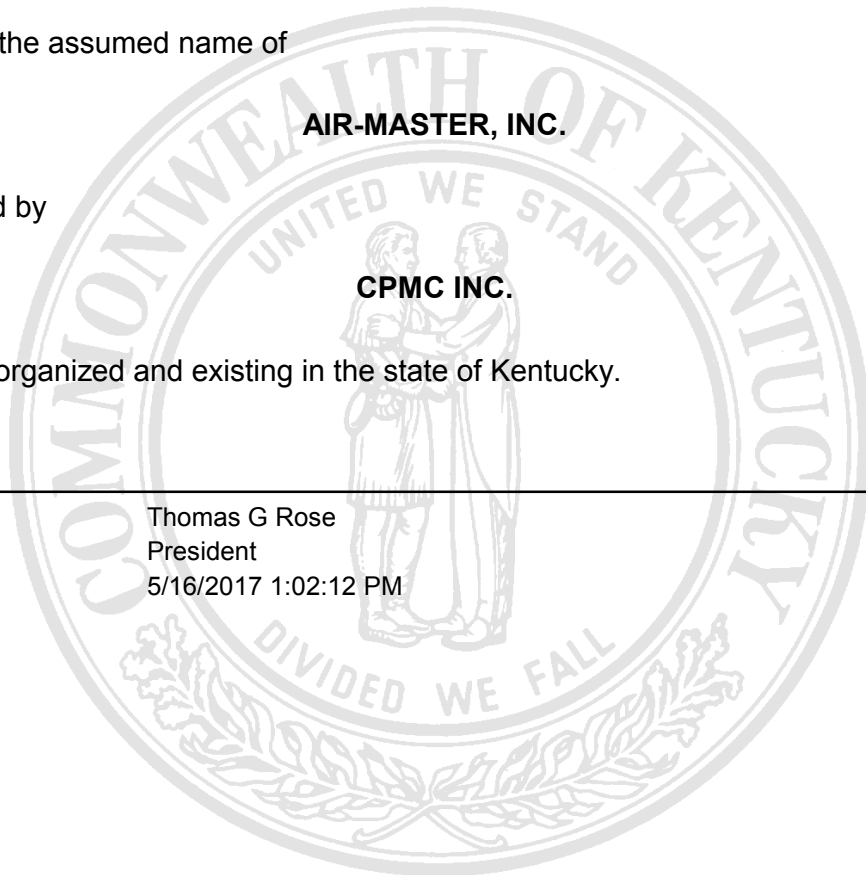 the assumed name of
AIR-MASTER, INC.
d by
CPMC INC.
organized and existing in the state of Kentucky.
Thomas G Rose
President
5/16/2017 1:02:12 PM
COMMONWEALTH OF KENTUCKY
UNITED WE STAND
DIVIDED WE FALL